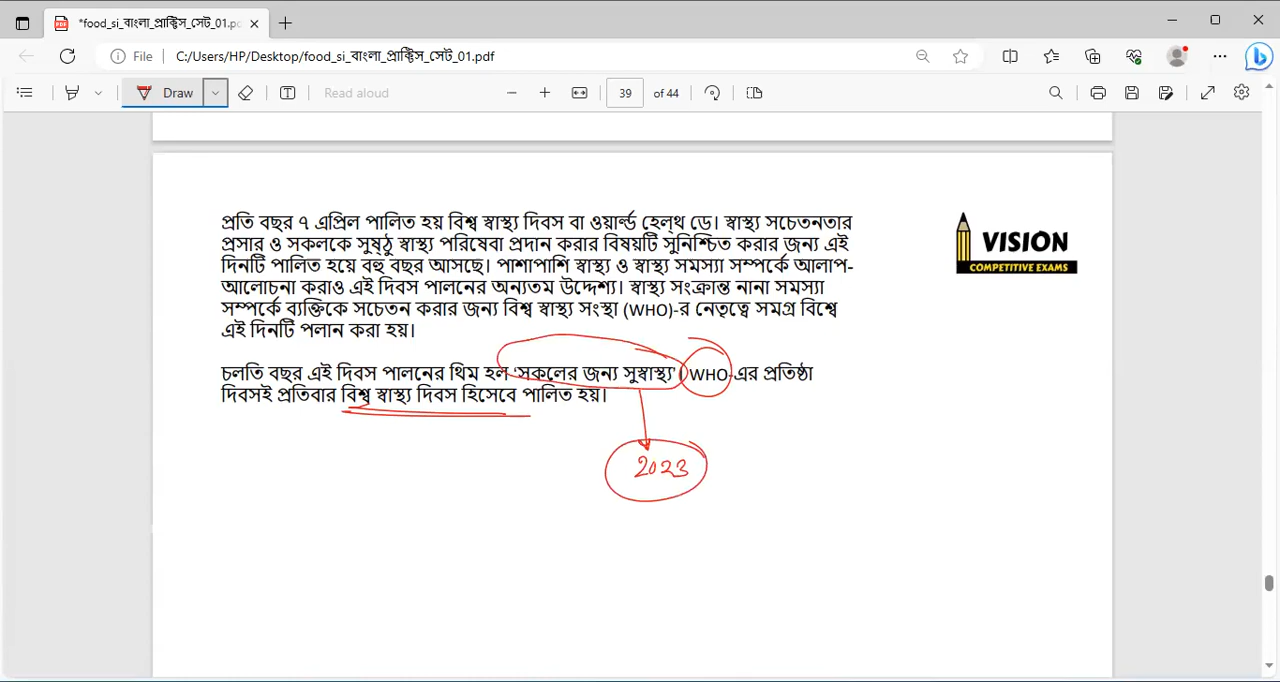 *food_si_বাংলা_প্রাক্টিস_সেট_01.pc
File
C:/Users/HP/Desktop/food_si_বাংলা_প্রাক্টিস_সেট_01.pdf
Draw
Read aloud
39
of 44
প্রতি বছর ৭ এপ্রিল পালিত হয় বিশ্ব স্বাস্থ্য দিবস বা ওয়ার্ল্ড হেল্‌থ ডে। স্বাস্থ্য সচেতনতার
প্রসার ও সকলকে সুষ্ঠু স্বাস্থ্য পরিষেবা প্রদান করার বিষয়টি সুনিশ্চিত করার জন্য এই
দিনটি পালিত হয়ে বহু বছর আসছে। পাশাপাশি স্বাস্থ্য ও স্বাস্থ্য সমস্যা সম্পর্কে আলাপ-
আলোচনা করাও এই দিবস পালনের অন্যতম উদ্দেশ্য। স্বাস্থ্য সংক্রান্ত নানা সমস্যা
সম্পর্কে ব্যক্তিকে সচেতন করার জন্য বিশ্ব স্বাস্থ্য সংস্থা (WHO)-র নেতৃত্বে সমগ্র বিশ্বে
এই দিনটি পলান করা হয়।
VISION
COMPETITIVE EXAMS
চলতি বছর এই দিবস পালনের থিম হল 'সকলের জন্য সুস্বাস্থ্য'। WHO-এর প্রতিষ্ঠা
দিবসই প্রতিবার বিশ্ব স্বাস্থ্য দিবস হিসেবে পালিত হয়।
2023